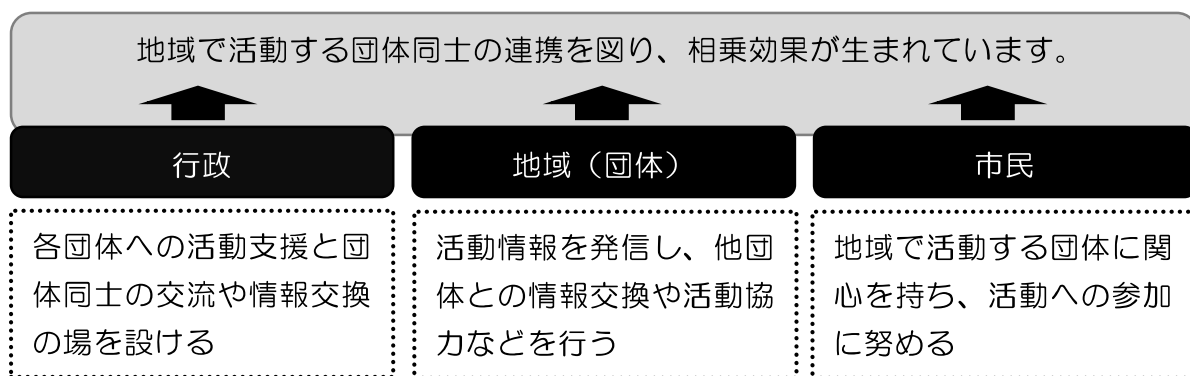 地域で活動する団体同士の連携を図り、相乗効果が生まれています。
行政
地域（団体）
市民
各団体への活動支援と団
体同士の交流や情報交換
の場を設ける
活動情報を発信し、他団
体との情報交換や活動協
力などを行う
地域で活動する団体に関
心を持ち、活動への参加
に努める